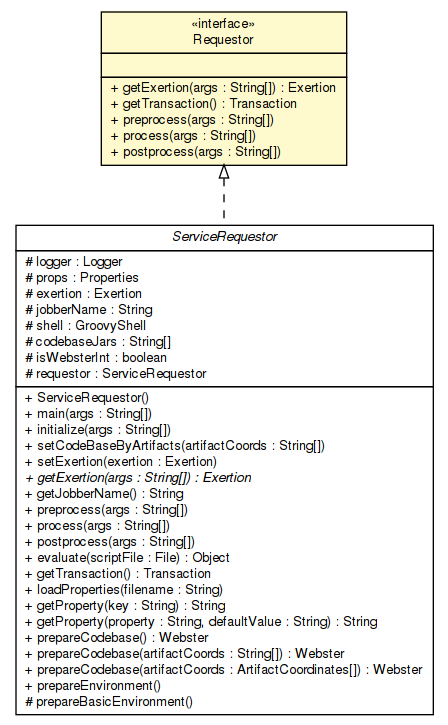 «interface»
Requestor
+ getExertion(args : String[]) : Exertion
+ getTransaction() : Transaction
+ preprocess(args : String[])
+ process(args : String[])
+ postprocess(args : String[])
ServiceRequestor
# logger : Logger
# props : Properties
# exertion : Exertion
# jobberName : String
# shell : GroovyShell
# codebaseJars : String[]
# isWebsterInt : boolean
# requestor : ServiceRequestor
+ ServiceRequestor()
+ main(args : String[])
+ initialize(args : String[])
+ setCodeBaseByArtifacts(artifactCoords : String[])
+ setExertion(exertion : Exertion)
+ getExertion(args : String[]) : Exertion
+ getJobberName() : String
+ preprocess(args : String[])
+ process(args : String[])
+ postprocess(args : String[])
+ evaluate(scriptFile : File) : Object
+ getTransaction() : Transaction
+ loadProperties(filename : String)
+ getProperty(key : String) : String
+ getProperty(property : String, defaultValue : String) : String
+ prepareCodebase() : Webster
+ prepareCodebase(artifactCoords : String[]) : Webster
+ prepareCodebase(artifactCoords : ArtifactCoordinates[]) : Webster
+ prepareEnvironment()
# prepareBasicEnvironment()